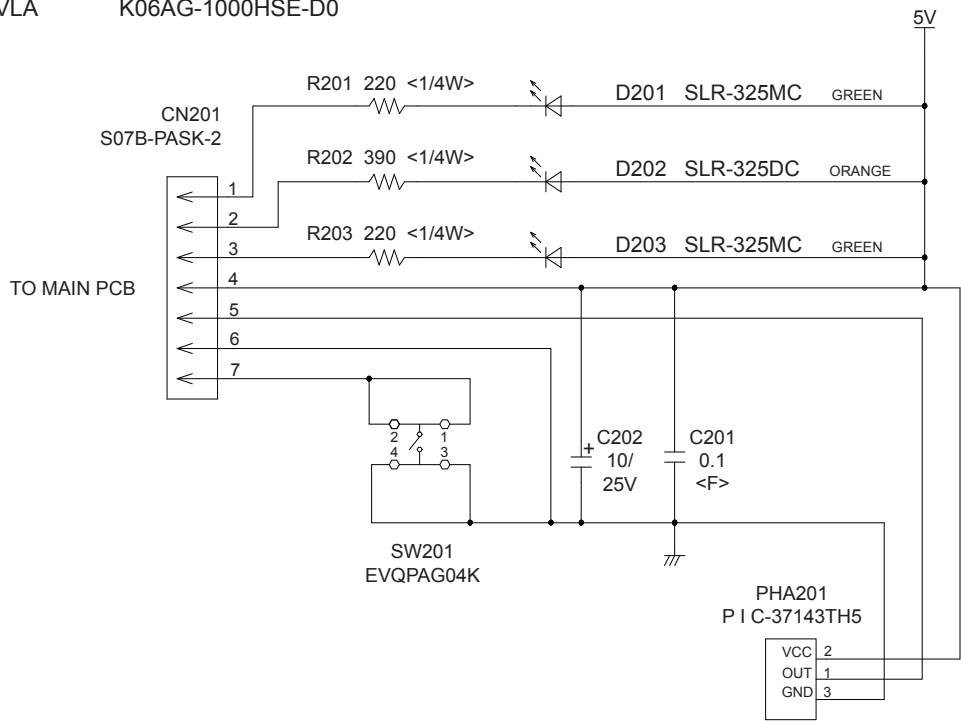 VLA K06AG-1000HSE-D0
5V
R201 220 <1/4W>
D201 SLR-325MC GREEN
CN201
S07B-PASK-2
R202 390 <1/4W>
D202 SLR-325DC ORANGE
1
2
R203 220 <1/4W>
D203 SLR-325MC GREEN
3
TO MAIN PCB
4
5
6
7
2 1
4 3
+ C202
10/
25V
C201
0.1
<F>
SW201
EVQPAG04K
PHA201
P I C-37143TH5
VCC 2
OUT 1
GND 3